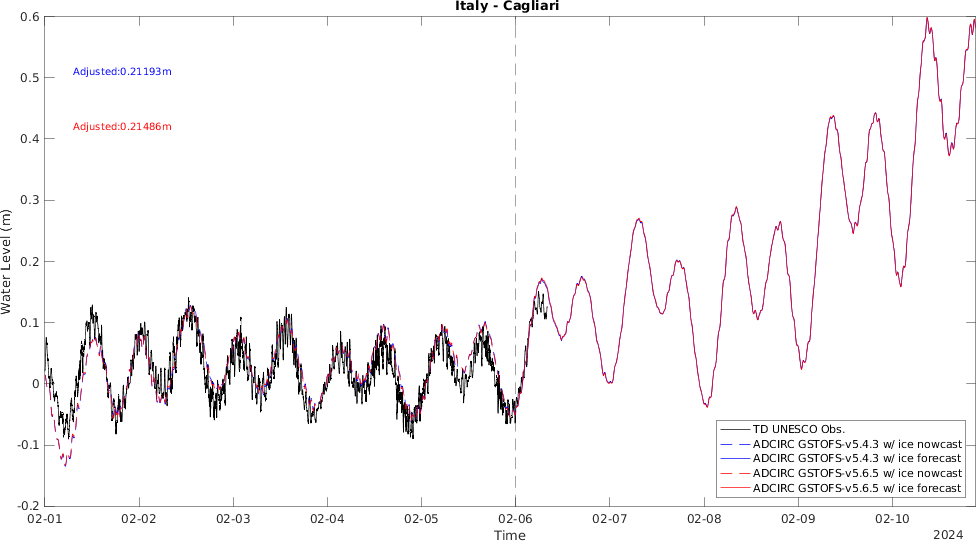 Italy - Cagliari
Water Level (m)
0.6
0.5
0.4
0.3
0.2
0.1
0
-0.1
-0.2
Adjusted:0.21193m
Adjusted:0.21486m
TD UNESCO Obs.
ADCIRC GSTOFS-v5.4.3 w/ ice nowcast
ADCIRC GSTOFS-v5.4.3 w/ ice forecast
ADCIRC GSTOFS-v5.6.5 w/ ice nowcast
ADCIRC GSTOFS-v5.6.5 w/ ice forecast
02-01 02-02 02-03 02-04 02-05 02-06 02-07 02-08 02-09 02-10
Time
2024